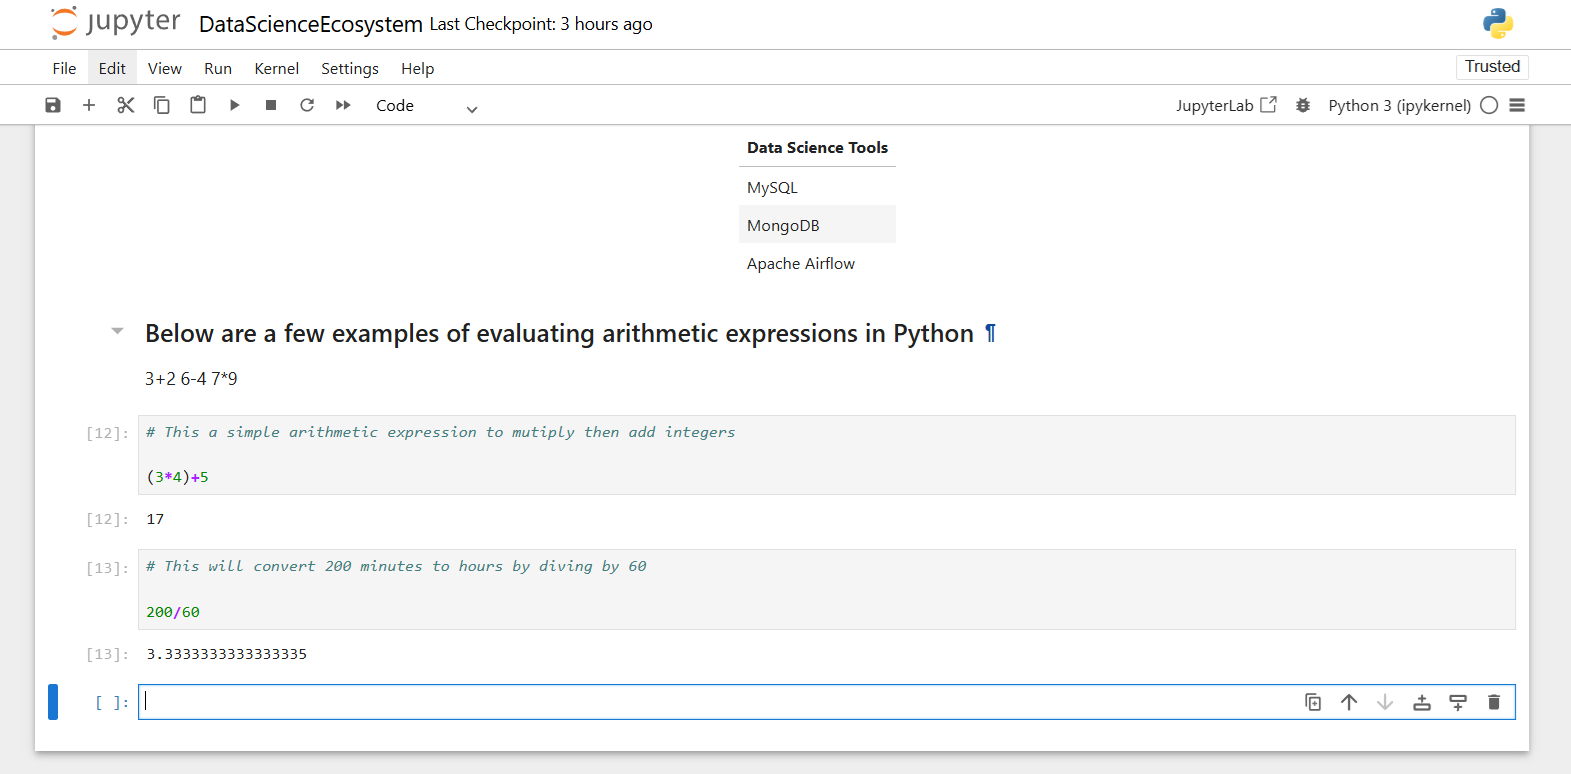 jupyter DataScienceEcosystem Last Checkpoint: 3 hours ago
File Edit View Run Kernel Settings Help Trusted
Code JupyterLab Python 3 (ipykernel)
Data Science Tools
MySQL
MongoDB
Apache Airflow
Below are a few examples of evaluating arithmetic expressions in Python ¶
3+2 6-4 7*9
[12]: # This a simple arithmetic expression to mutiply then add integers
(3*4)+5
[12]: 17
[13]: # This will convert 200 minutes to hours by diving by 60
200/60
[13]: 3.3333333333333335
[ ]: